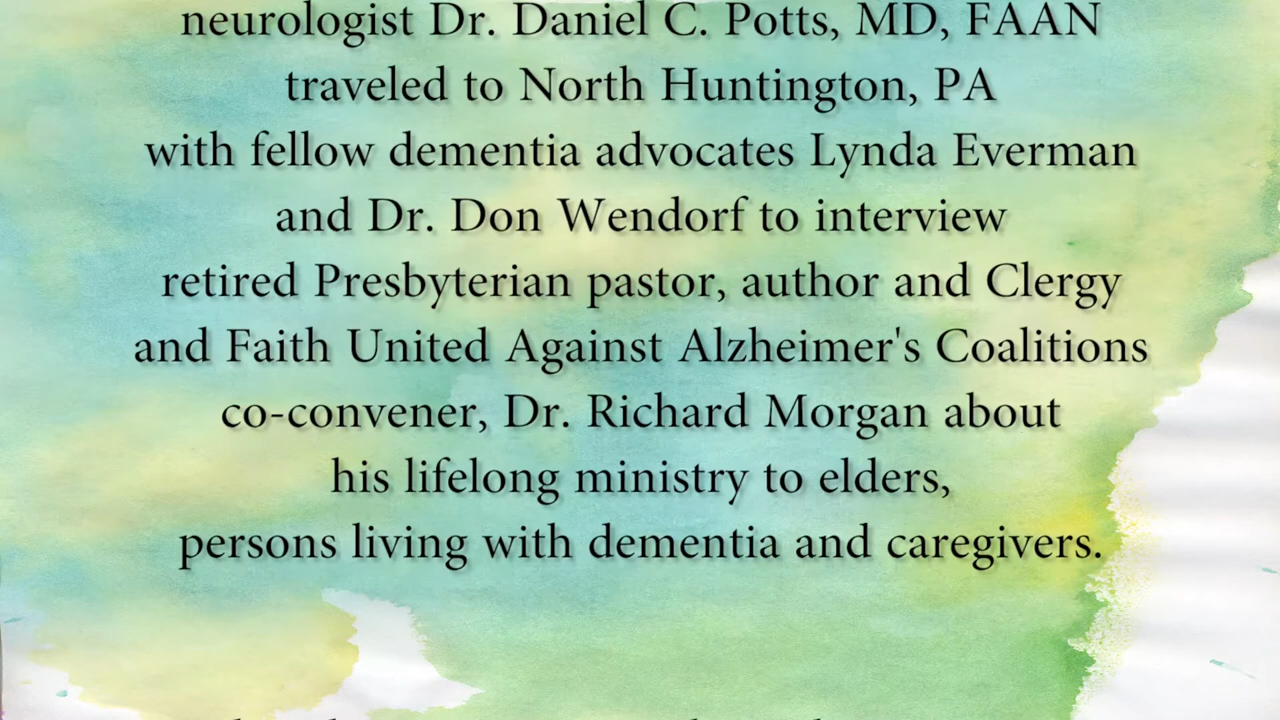 neurologist Dr. Daniel C. Potts, MD, FAAN
traveled to North Huntington, PA
with fellow dementia advocates Lynda Everman
and Dr. Don Wendorf to interview
retired Presbyterian pastor, author and Clergy
and Faith United Against Alzheimer's Coalitions
co-convener, Dr. Richard Morgan about
his lifelong ministry to elders,
persons living with dementia and caregivers.